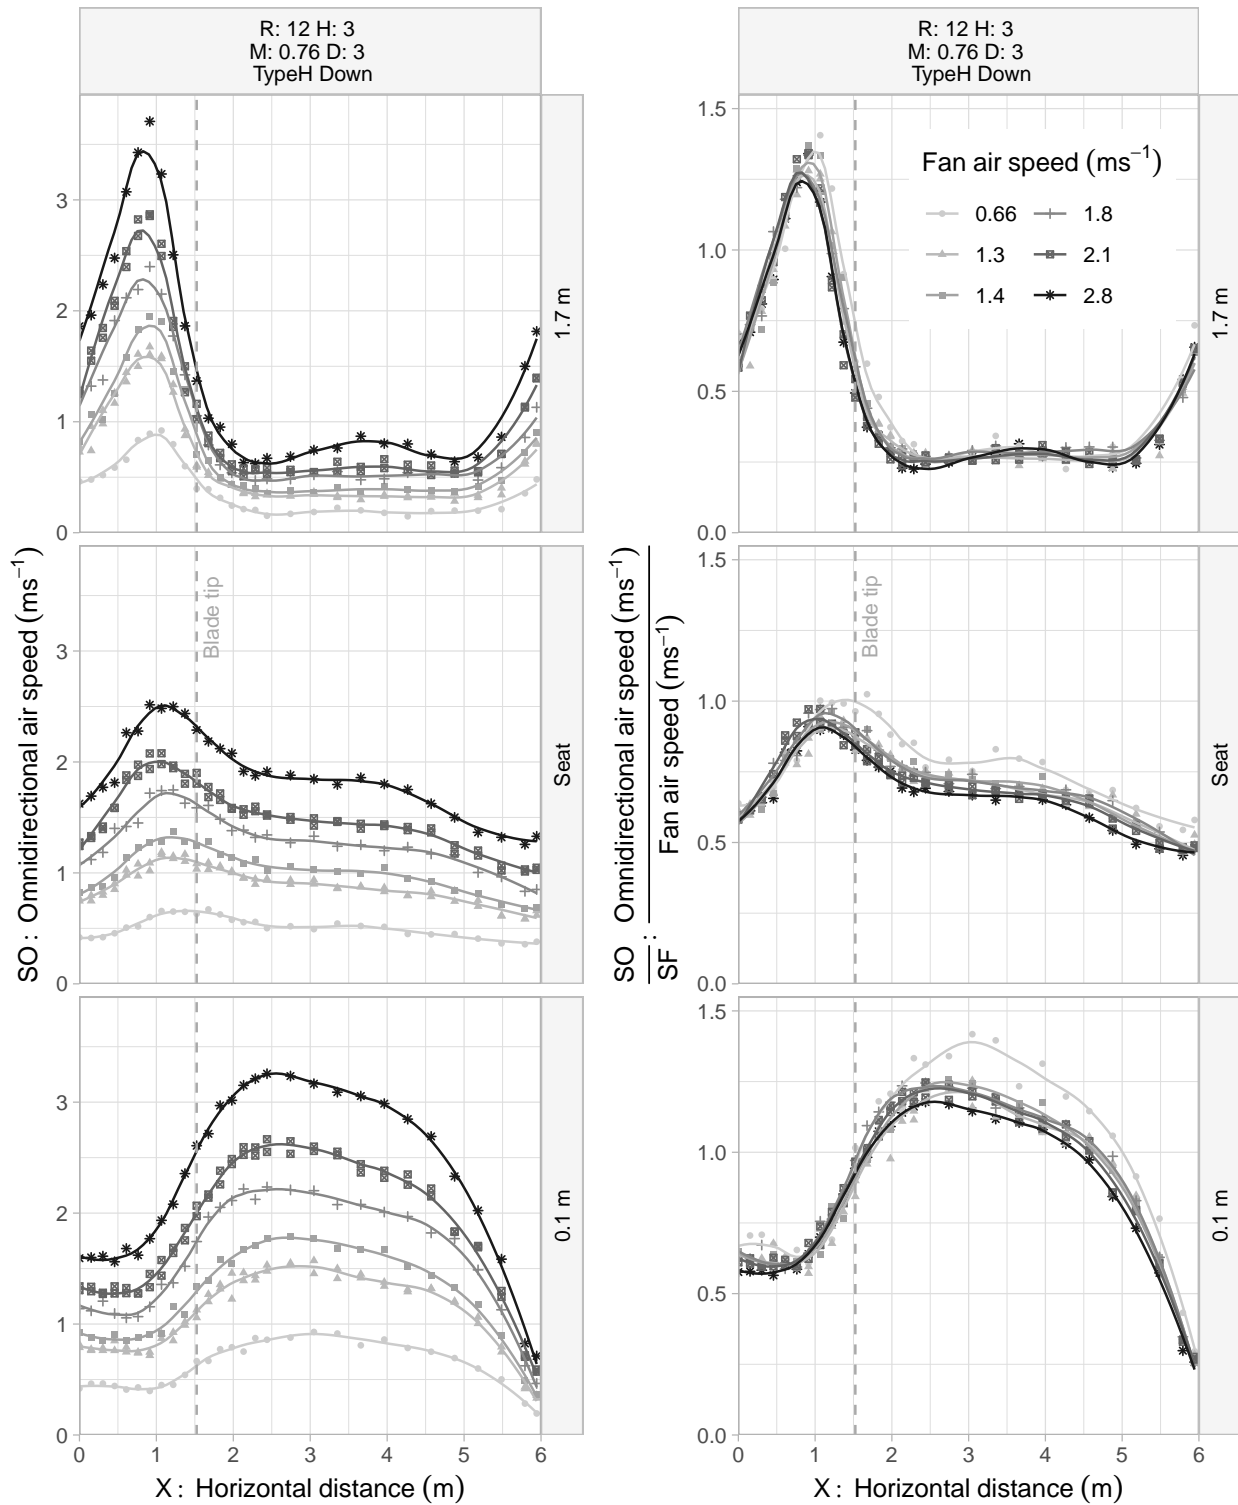 R: 12 H: 3
M: 0.76 D: 3
TypeH Down
R: 12 H: 3
M: 0.76 D: 3
TypeH Down
3
2
1
0
1.7 m
1.5
1.0
0.5
0.0
Fan air speed (ms⁻¹)
0.66
1.8
1.3
2.1
1.4
2.8
1.7 m
SO : Omnidirectional air speed (ms⁻¹)
3
2
1
0
Blade tip
Seat
SO
SF
:
Omnidirectional air speed (ms⁻¹)
Fan air speed (ms⁻¹)
1.5
1.0
0.5
0.0
Blade tip
Seat
3
2
1
0
0.1 m
1.5
1.0
0.5
0.0
0.1 m
0 1 2 3 4 5 6
X : Horizontal distance (m)
0 1 2 3 4 5 6
X : Horizontal distance (m)